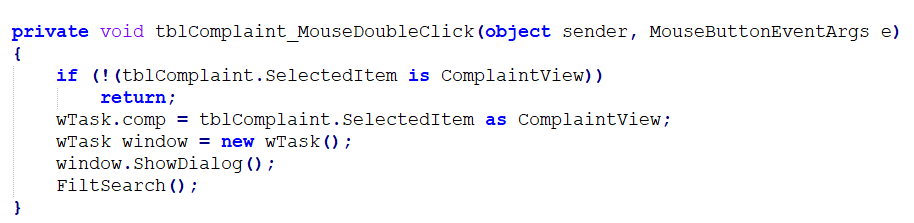 private void tblComplaint_MouseDoubleClick(object sender, MouseButtonEventArgs e)
{
    if (!(tblComplaint.SelectedItem is ComplaintView))
        return;
    wTask.comp = tblComplaint.SelectedItem as ComplaintView;
    wTask window = new wTask();
    window.ShowDialog();
    FiltSearch();
}